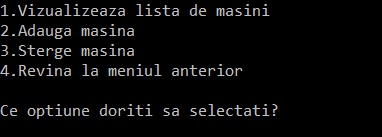 1.Vizualizeaza lista de masini
2.Adauga masina
3.Sterge masina
4.Revina la meniul anterior
Ce optiune doriti sa selectati?